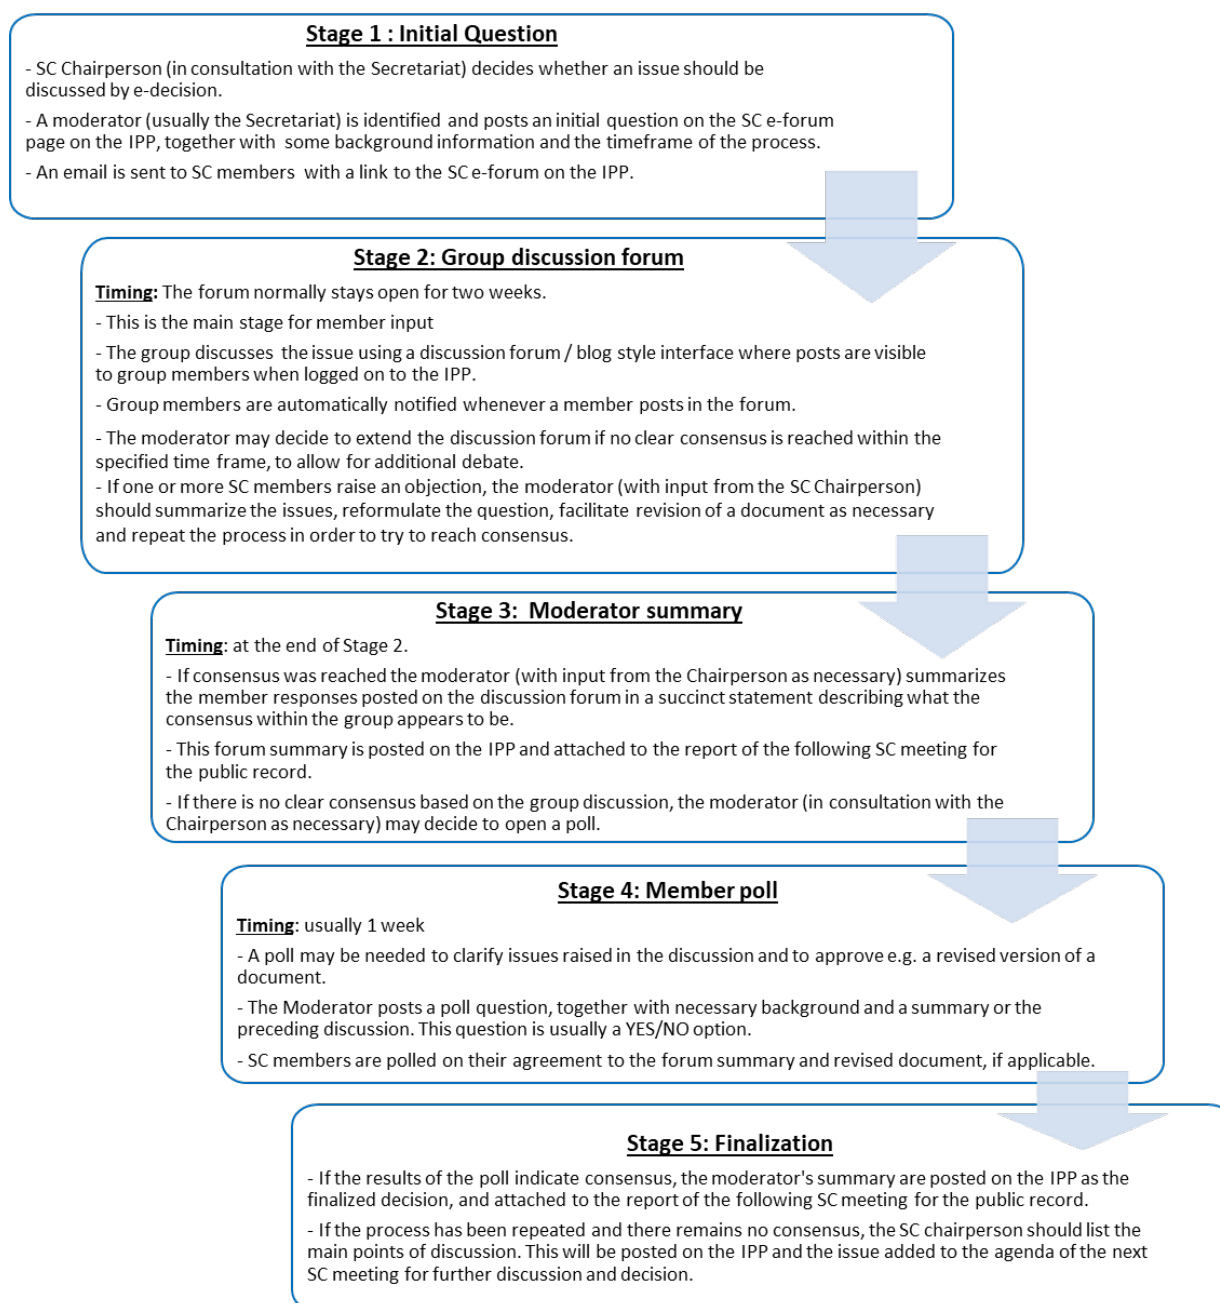 Stage 1 : Initial Question
- SC Chairperson (in consultation with the Secretariat) decides whether an issue should be
discussed by e-decision.
- A moderator (usually the Secretariat) is identified and posts an initial question on the SC e-forum
page on the IPP, together with some background information and the timeframe of the process.
- An email is sent to SC members with a link to the SC e-forum on the IPP.
Stage 2: Group discussion forum
Timing: The forum normally stays open for two weeks.
- This is the main stage for member input
- The group discusses the issue using a discussion forum / blog style interface where posts are visible
to group members when logged on to the IPP.
- Group members are automatically notified whenever a member posts in the forum.
- The moderator may decide to extend the discussion forum if no clear consensus is reached within the
specified time frame, to allow for additional debate.
- If one or more SC members raise an objection, the moderator (with input from the SC Chairperson)
should summarize the issues, reformulate the question, facilitate revision of a document as necessary
and repeat the process in order to try to reach consensus.
Stage 3: Moderator summary
Timing: at the end of Stage 2.
- If consensus was reached the moderator (with input from the Chairperson as necessary) summarizes
the member responses posted on the discussion forum in a succinct statement describing what the
consensus within the group appears to be.
- This forum summary is posted on the IPP and attached to the report of the following SC meeting for
the public record.
- If there is no clear consensus based on the group discussion, the moderator (in consultation with the
Chairperson as necessary) may decide to open a poll.
Stage 4: Member poll
Timing: usually 1 week
- A poll may be needed to clarify issues raised in the discussion and to approve e.g. a revised version of a
document.
- The Moderator posts a poll question, together with necessary background and a summary or the
preceding discussion. This question is usually a YES/NO option.
- SC members are polled on their agreement to the forum summary and revised document, if applicable.
Stage 5: Finalization
- If the results of the poll indicate consensus, the moderator's summary are posted on the IPP as the
finalized decision, and attached to the report of the following SC meeting for the public record.
- If the process has been repeated and there remains no consensus, the SC chairperson should list the
main points of discussion. This will be posted on the IPP and the issue added to the agenda of the next
SC meeting for further discussion and decision.